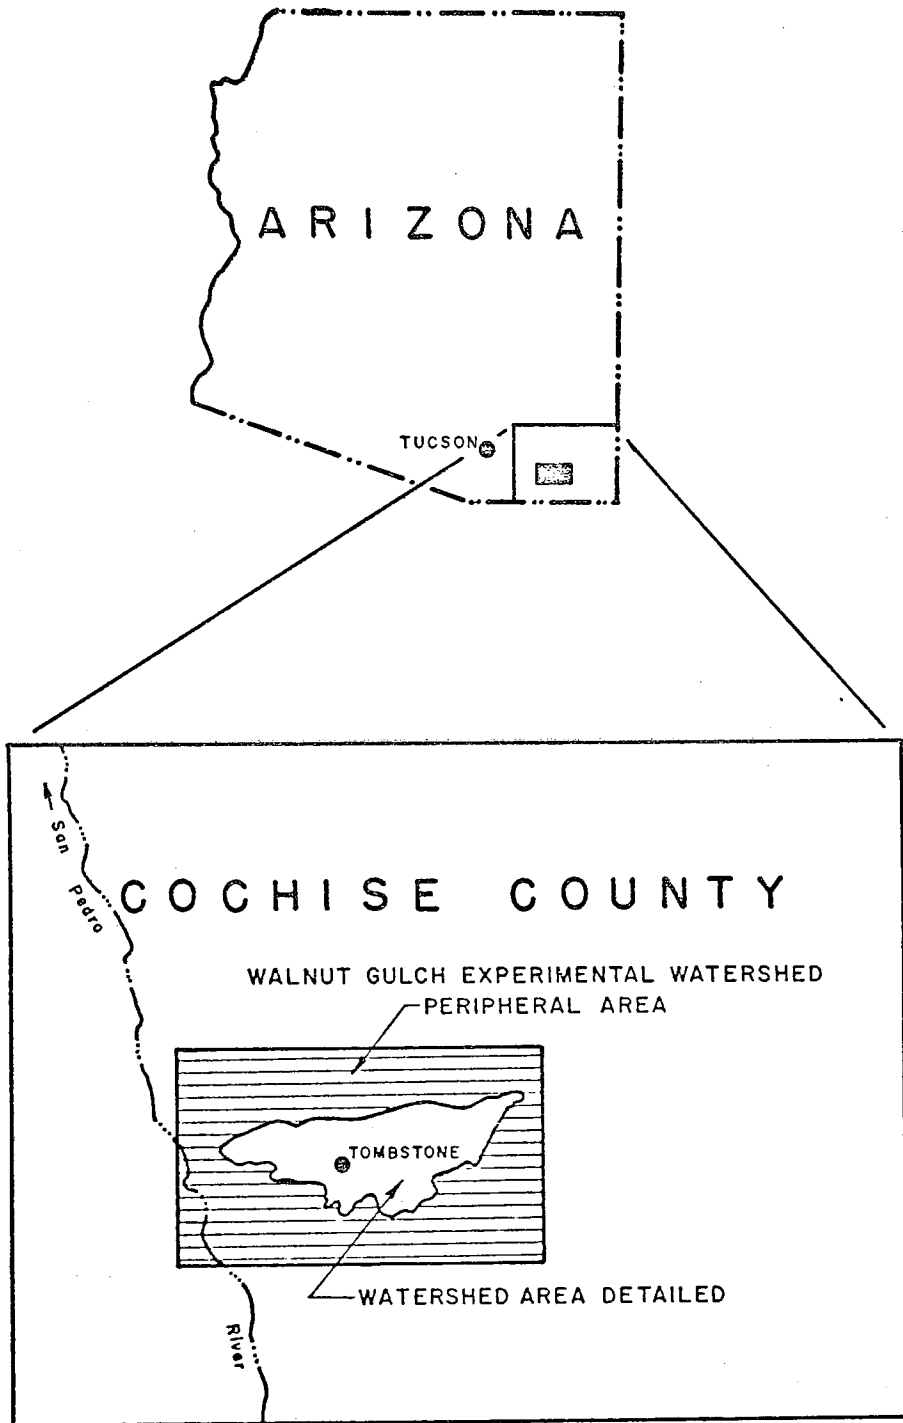 ARIZONA
TUCSON
San
Pedro
COCHISE COUNTY
WALNUT GULCH EXPERIMENTAL WATERSHED
PERIPHERAL AREA
TOMBSTONE
WATERSHED AREA DETAILED
River